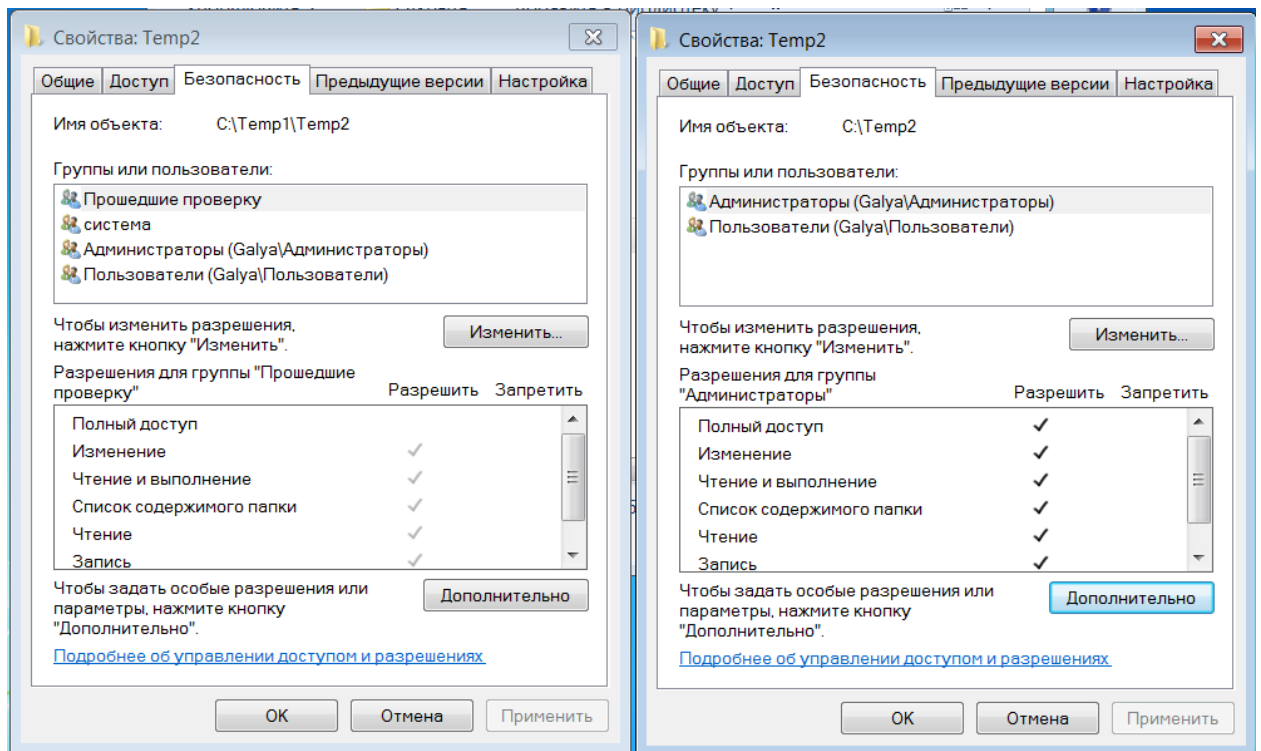 Свойства: Temp2
Общие Доступ Безопасность Предыдущие версии Настройка
Имя объекта: C:\Temp1\Temp2
Группы или пользователи:
Прошедшие проверку
система
Администраторы (Galya\Администраторы)
Пользователи (Galya\Пользователи)
Чтобы изменить разрешения,
нажмите кнопку "Изменить".
Изменить...
Разрешения для группы "Прошедшие
проверку"
Разрешить Запретить
Полный доступ
Изменение
Чтение и выполнение
Список содержимого папки
Чтение
Запись
Чтобы задать особые разрешения или
параметры, нажмите кнопку
"Дополнительно".
Дополнительно
Подробнее об управлении доступом и разрешениях
ОК Отмена Применить
Свойства: Temp2
Общие Доступ Безопасность Предыдущие версии Настройка
Имя объекта: C:\Temp2
Группы или пользователи:
Администраторы (Galya\Администраторы)
Пользователи (Galya\Пользователи)
Чтобы изменить разрешения,
нажмите кнопку "Изменить".
Изменить...
Разрешения для группы
"Администраторы"
Разрешить Запретить
Полный доступ
Изменение
Чтение и выполнение
Список содержимого папки
Чтение
Запись
Чтобы задать особые разрешения или
параметры, нажмите кнопку
"Дополнительно".
Дополнительно
Подробнее об управлении доступом и разрешениях
ОК Отмена Применить